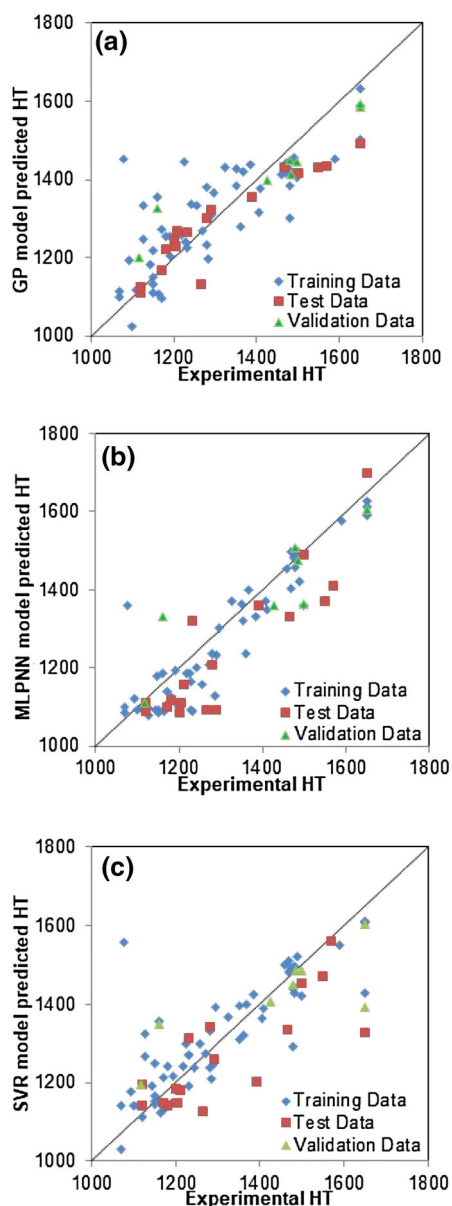 (a)
GP model predicted HT
1800
1600
1400
1200
1000
Training Data
Test Data
Validation Data
1000 1200 1400 1600 1800
Experimental HT
(b)
MLPNN model predicted HT
1800
1600
1400
1200
1000
Training Data
Test Data
Validation Data
1000 1200 1400 1600 1800
Experimental HT
(c)
SVR model predicted HT
1800
1600
1400
1200
1000
Training Data
Test Data
Validation Data
1000 1200 1400 1600 1800
Experimental HT